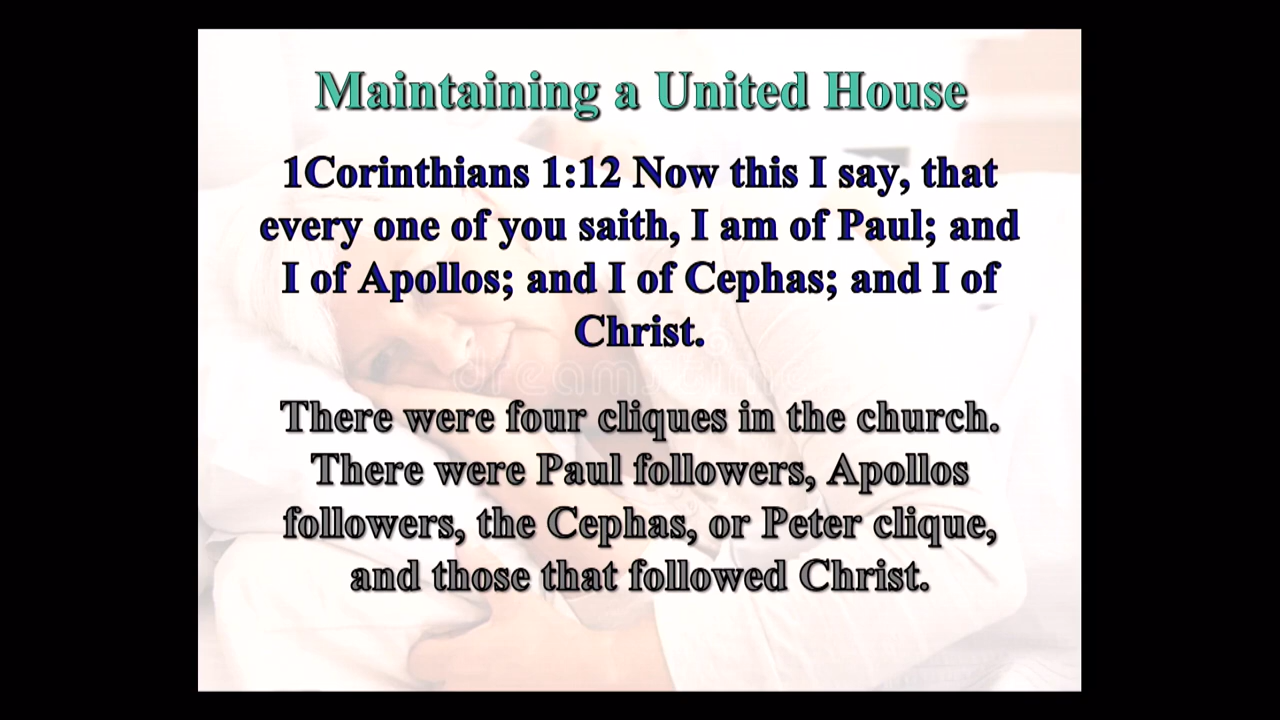 Maintaining a United House
1Corinthians 1:12 Now this I say, that
every one of you saith, I am of Paul; and
I of Apollos; and I of Cephas; and I of
Christ.
dreamstime
There were four cliques in the church.
There were Paul followers, Apollos
followers, the Cephas, or Peter clique,
and those that followed Christ.